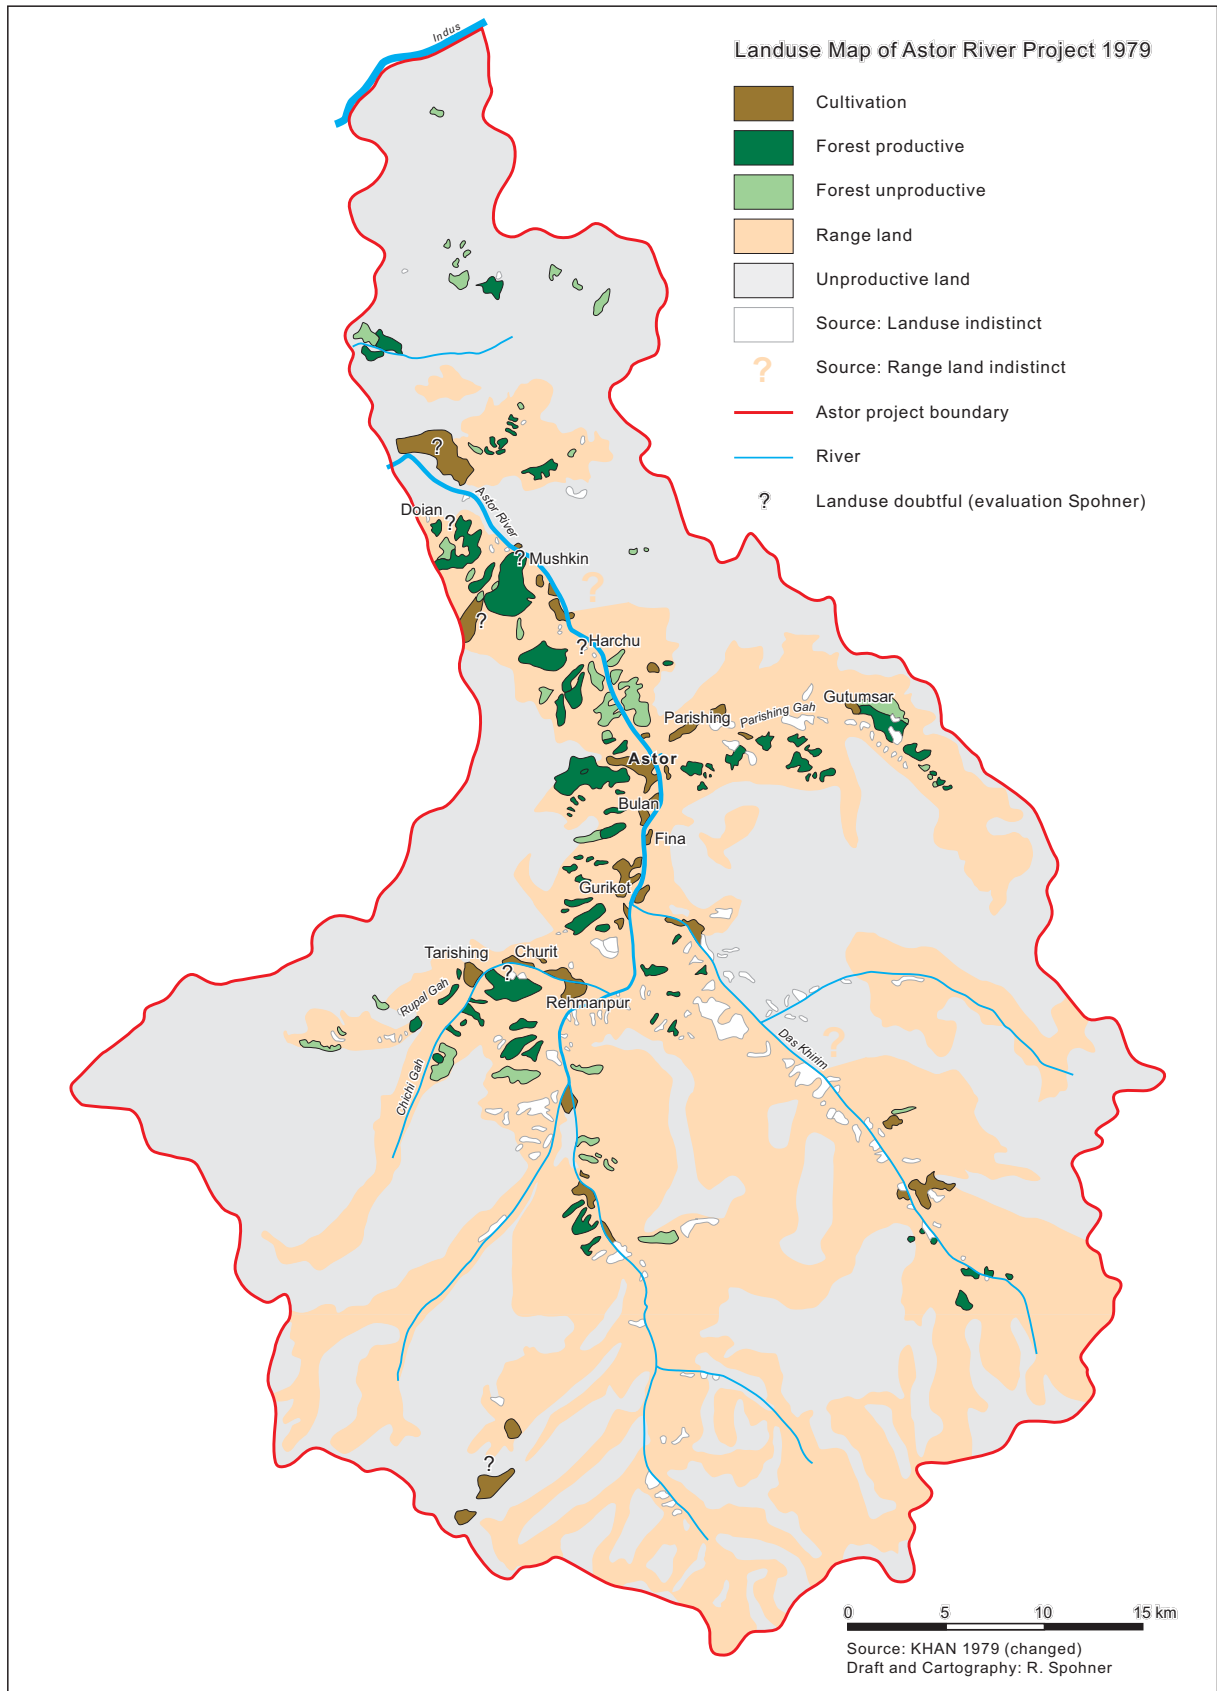 Indus
Landuse Map of Astor River Project 1979
Cultivation
Forest productive
Forest unproductive
Range land
Unproductive land
Source: Landuse indistinct
? Source: Range land indistinct
Astor project boundary
River
? Landuse doubtful (evaluation Spohner)
?
Astor River
Doian
?
?
Mushkin
?
?
?
Harchu
Gutumsar
Parishing
Parishing Gah
Astor
Bulan
Fina
Gurikot
Tarishing
Churit
?
Rupal Gah
Rehmanpur
Das Khirim
?
Chichi Gah
?
0 5 10 15 km
Source: KHAN 1979 (changed)
Draft and Cartography: R. Spohner